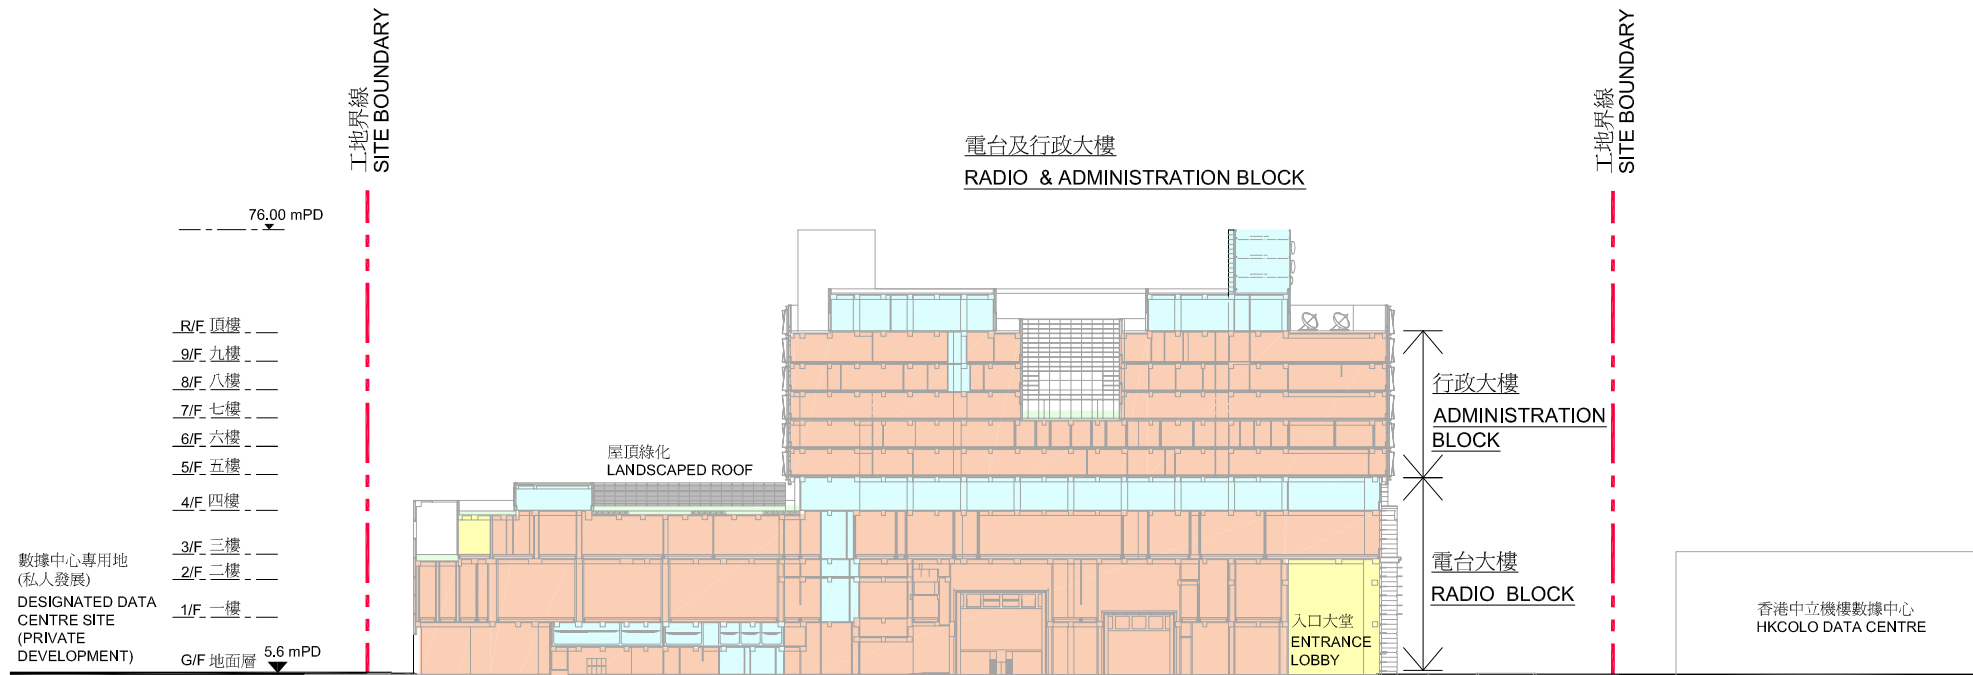 工地界線
SITE BOUNDARY
工地界線
SITE BOUNDARY
電台及行政大樓
RADIO & ADMINISTRATION BLOCK
76.00 mPD
R/F 頂樓
9/F 九樓
8/F 八樓
7/F 七樓
6/F 六樓
5/F 五樓
4/F 四樓
3/F 三樓
2/F 二樓
1/F 一樓
G/F 地面層
5.6 mPD
屋頂綠化
LANDSCAPED ROOF
行政大樓
ADMINISTRATION
BLOCK
電台大樓
RADIO BLOCK
入口大堂
ENTRANCE
LOBBY
數據中心專用地
(私人發展)
DESIGNATED DATA
CENTRE SITE
(PRIVATE
DEVELOPMENT)
香港中立機樓數據中心
HKCOLO DATA CENTRE